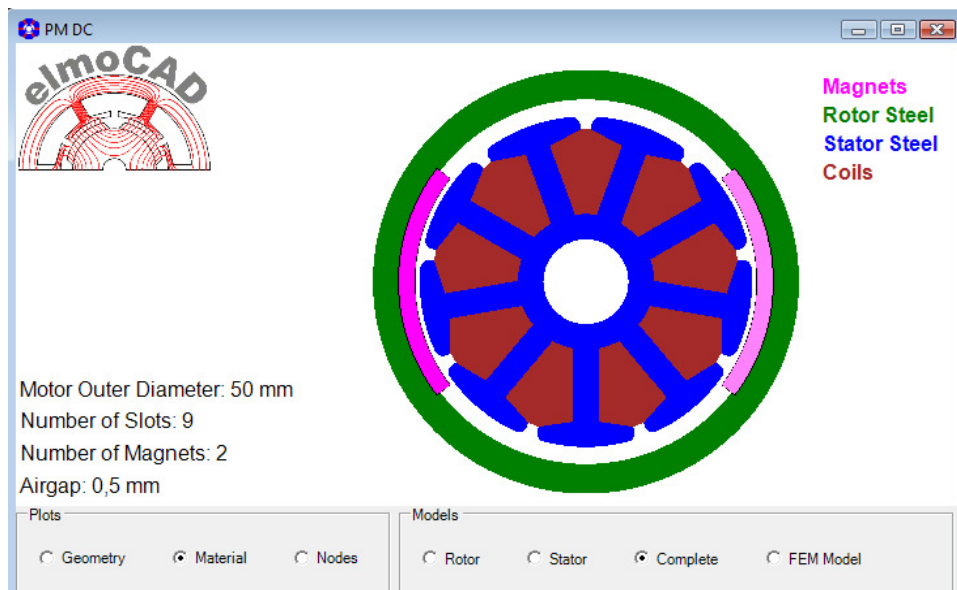 PM DC
elmoCAD
Magnets
Rotor Steel
Stator Steel
Coils
Motor Outer Diameter: 50 mm
Number of Slots: 9
Number of Magnets: 2
Airgap: 0,5 mm
Plots
Geometry Material Nodes
Models
Rotor Stator Complete FEM Model